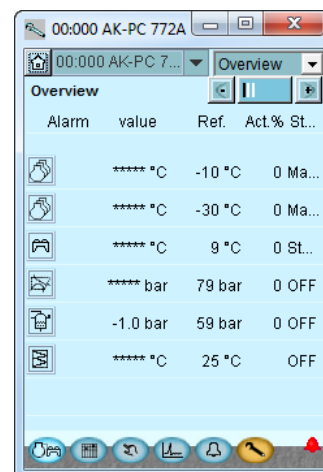 00:000 AK-PC 772A
00:000 AK-PC 7... Overview
Overview
Alarm value Ref. Act.% St...
***** °C -10 °C 0 Ma...
***** °C -30 °C 0 Ma...
***** °C 9 °C 0 St...
***** bar 79 bar 0 OFF
-1.0 bar 59 bar 0 OFF
***** °C 25 °C OFF